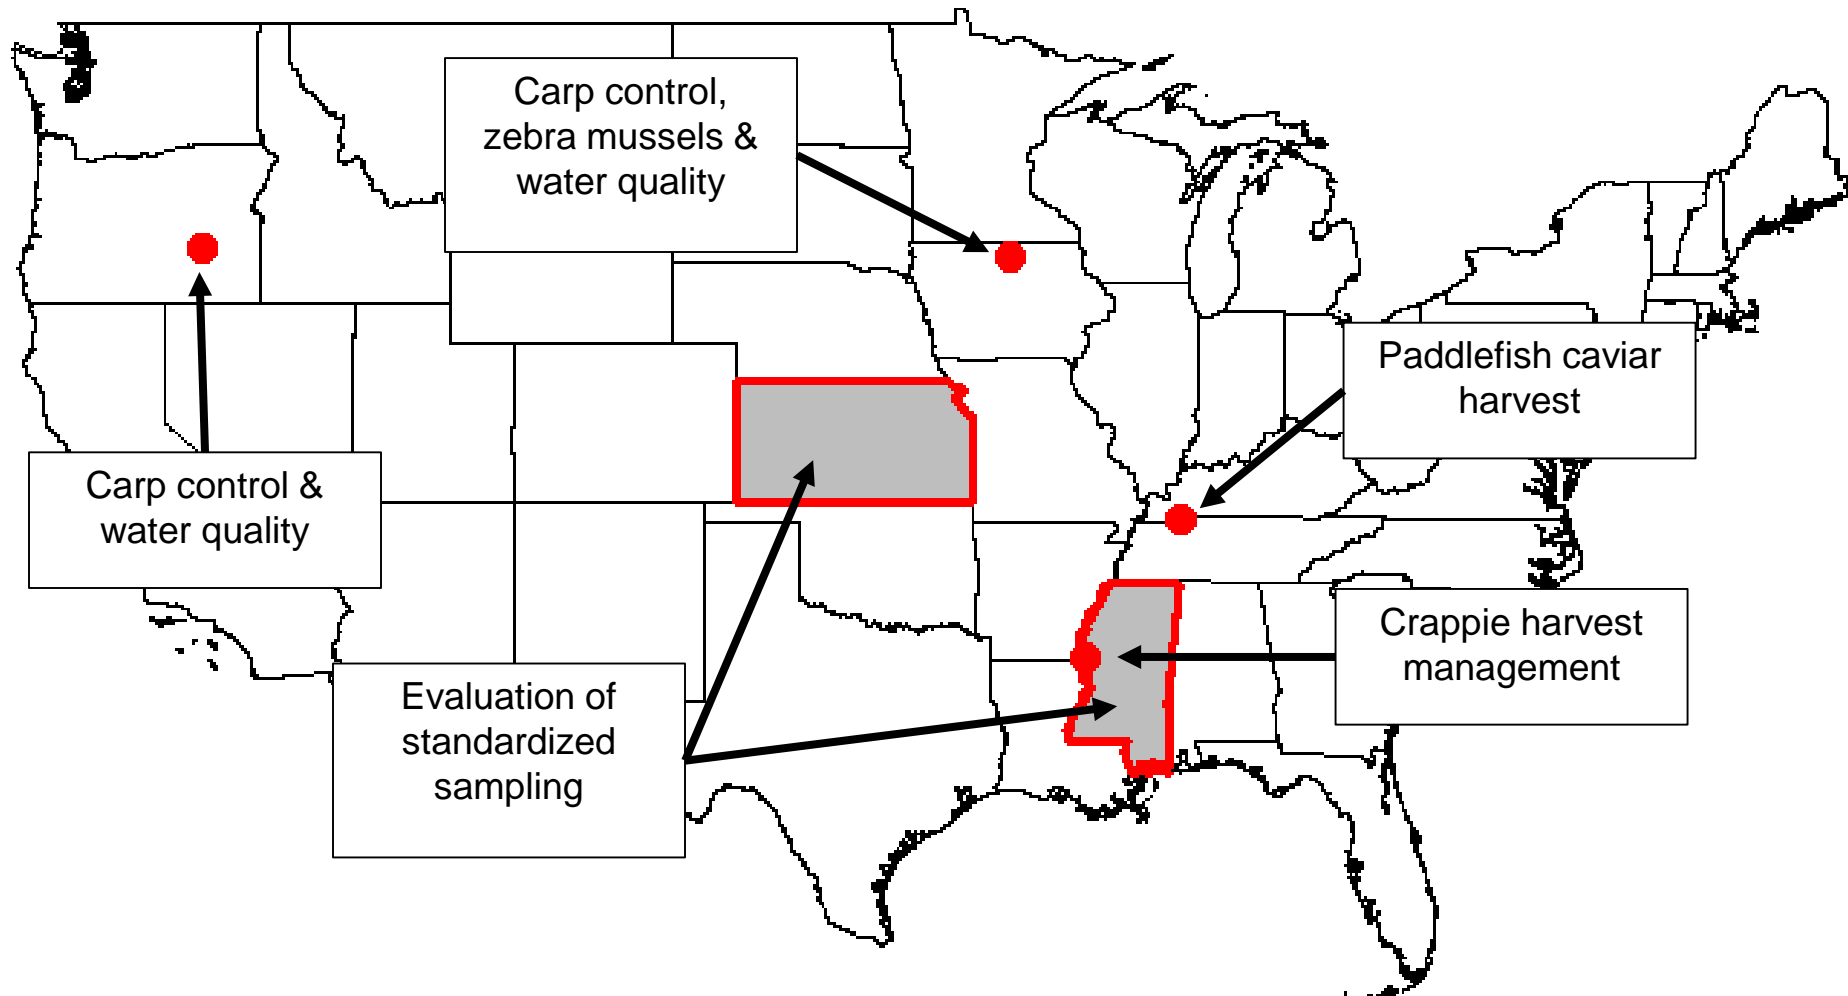 Carp control,
zebra mussels &
water quality
Paddlefish caviar
harvest
Carp control &
water quality
Crappie harvest
management
Evaluation of
standardized
sampling